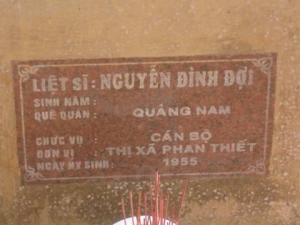 LIỆT SĨ: NGUYỄN ĐÌNH ĐỢI
SINH NĂM:
QUÊ QUÁN: QUẢNG NAM
CHỨC VỤ : CÁN BỘ
ĐƠN VỊ : THỊ XÃ PHAN THIẾT
NGÀY HY SINH: 1955